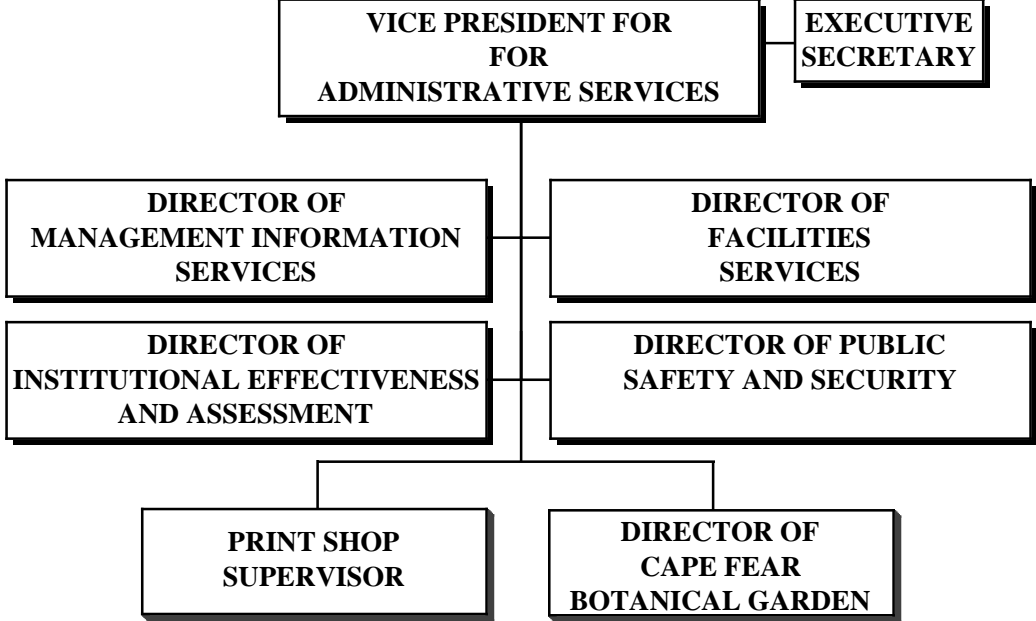 VICE PRESIDENT FOR
FOR
ADMINISTRATIVE SERVICES
EXECUTIVE
SECRETARY
DIRECTOR OF
MANAGEMENT INFORMATION
SERVICES
DIRECTOR OF
FACILITIES
SERVICES
DIRECTOR OF
INSTITUTIONAL EFFECTIVENESS
AND ASSESSMENT
DIRECTOR OF PUBLIC
SAFETY AND SECURITY
PRINT SHOP
SUPERVISOR
DIRECTOR OF
CAPE FEAR
BOTANICAL GARDEN